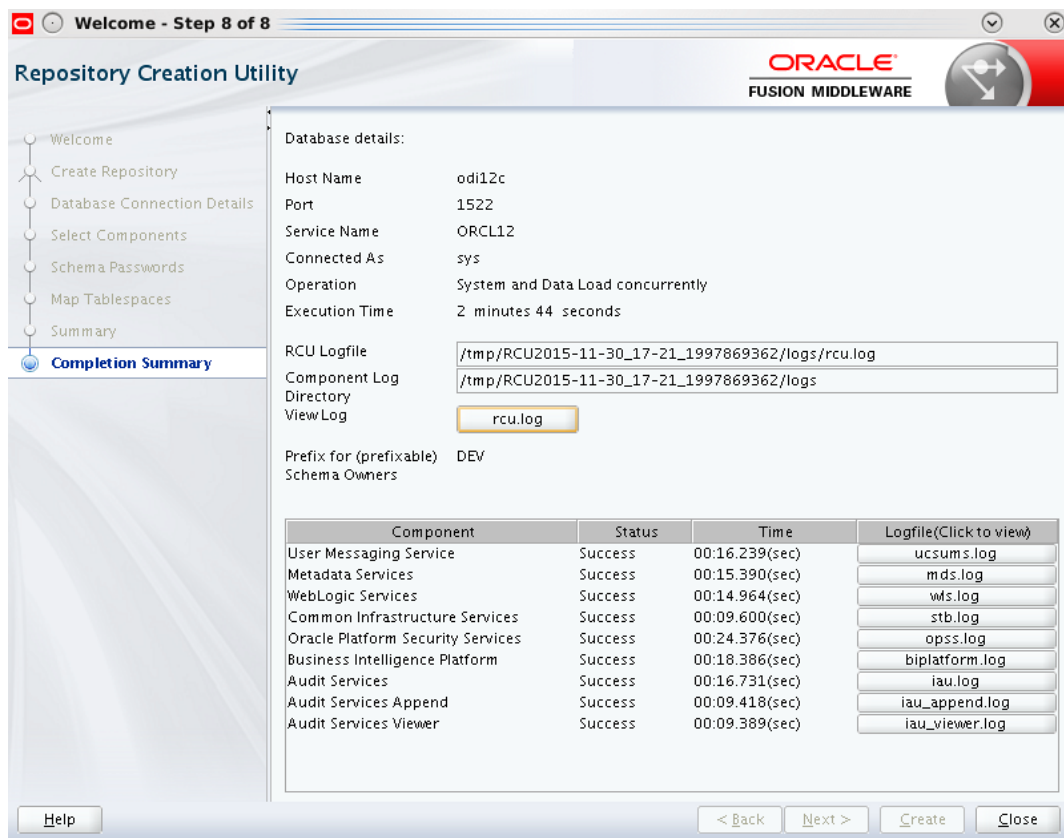 Welcome - Step 8 of 8
Repository Creation Utility
ORACLE
FUSION MIDDLEWARE
Welcome
Create Repository
Database Connection Details
Select Components
Schema Passwords
Map Tablespaces
Summary
Completion Summary
Database details:
Host Name odi12c
Port 1522
Service Name ORCL12
Connected As sys
Operation System and Data Load concurrently
Execution Time 2 minutes 44 seconds
RCU Logfile /tmp/RCU2015-11-30_17-21_1997869362/logs/rcu.log
Component Log /tmp/RCU2015-11-30_17-21_1997869362/logs
Directory
View Log rcu.log
Prefix for (prefixable) DEV
Schema Owners
Component Status Time Logfile(Click to view)
User Messaging Service Success 00:16.239(sec) ucsums.log
Metadata Services Success 00:15.390(sec) mds.log
WebLogic Services Success 00:14.964(sec) wls.log
Common Infrastructure Services Success 00:09.600(sec) stb.log
Oracle Platform Security Services Success 00:24.376(sec) opss.log
Business Intelligence Platform Success 00:18.386(sec) biplatform.log
Audit Services Success 00:16.731(sec) iau.log
Audit Services Append Success 00:09.418(sec) iau_append.log
Audit Services Viewer Success 00:09.389(sec) iau_viewer.log
Help < Back Next > Create Close